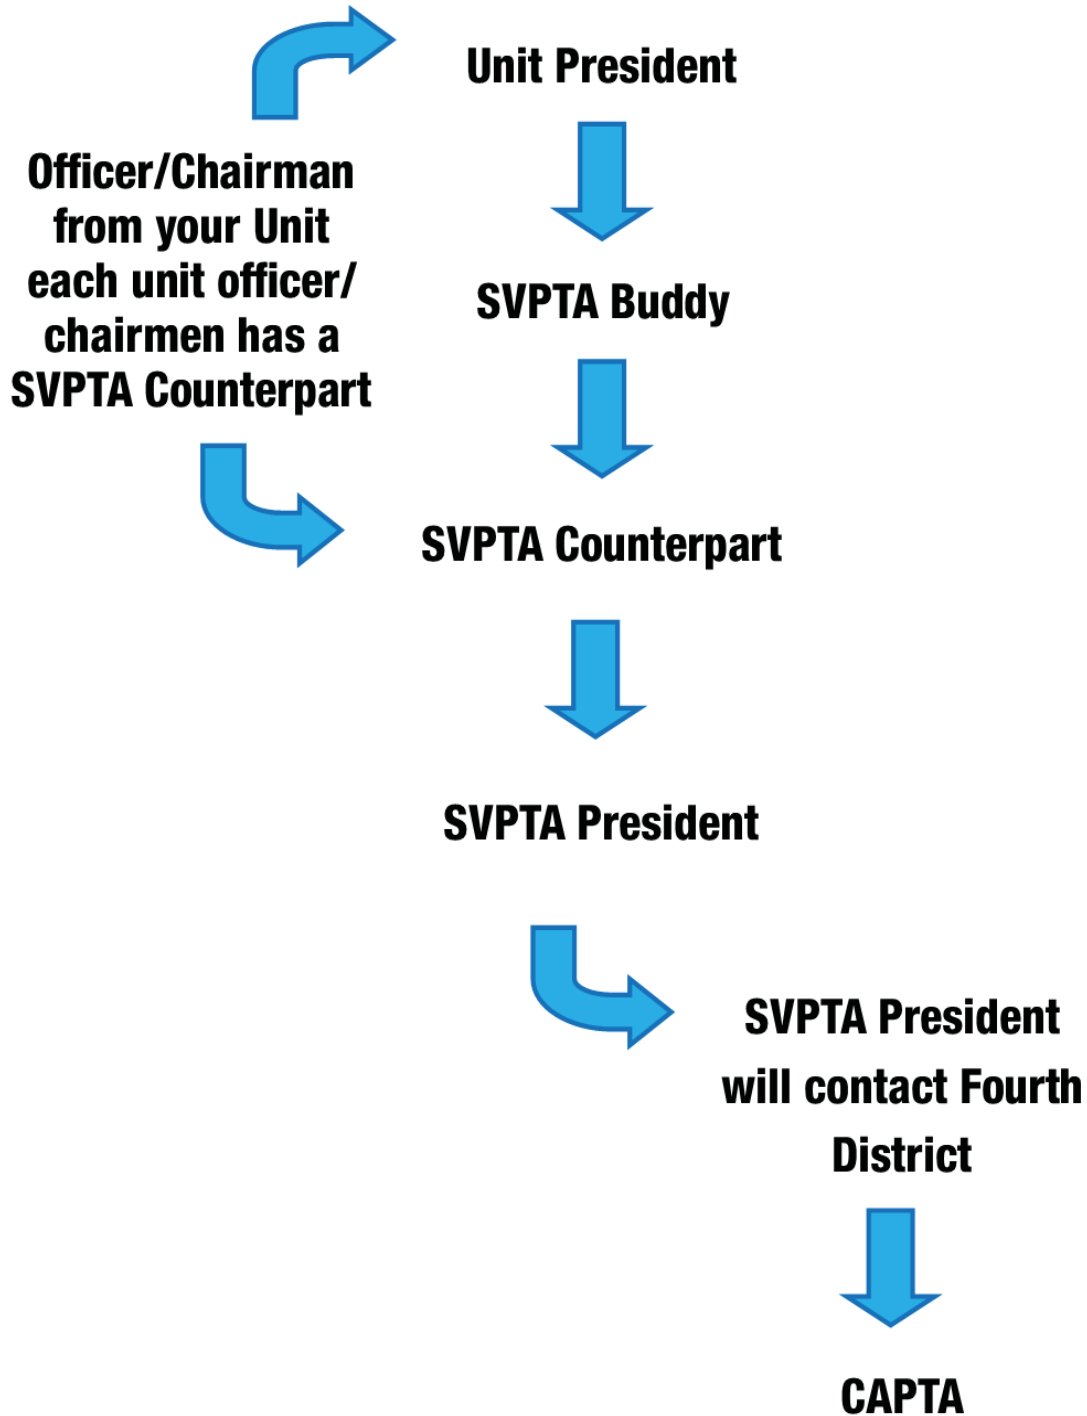 Unit President
Officer/Chairman
from your Unit
each unit officer/
chairmen has a
SVPTA Counterpart
SVPTA Buddy
SVPTA Counterpart
SVPTA President
SVPTA President
will contact Fourth
District
CAPTA